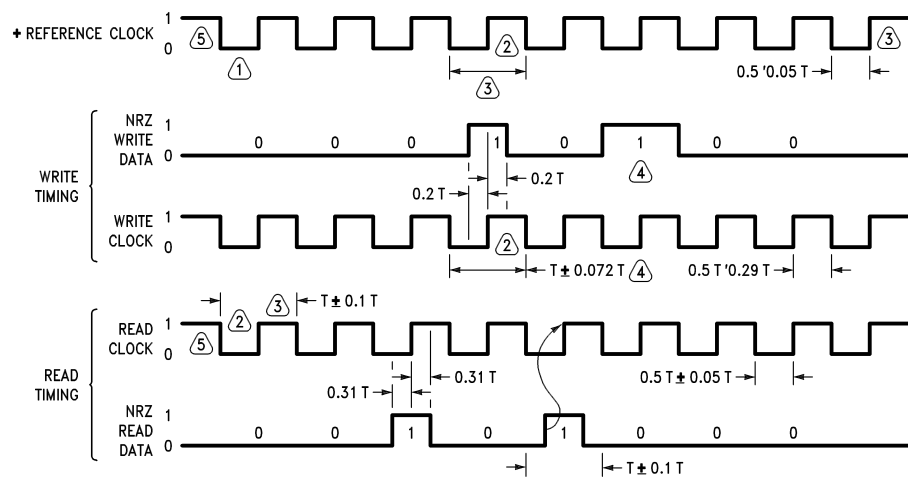 1
+ REFERENCE CLOCK
0
5
1
2
3
3
0.5 '0.05 T
WRITE TIMING
NRZ WRITE DATA
1
0
0 0 0 1 0 1 0 0
4
0.2 T
0.2 T
WRITE CLOCK
1
0
2
T ± 0.072 T
4
0.5 T '0.29 T
READ TIMING
READ CLOCK
1
0
5
2
3
T ± 0.1 T
0.31 T
0.31 T
0.5 T ± 0.05 T
NRZ READ DATA
1
0
0 0 1 0 1 0 0 0
T ± 0.1 T